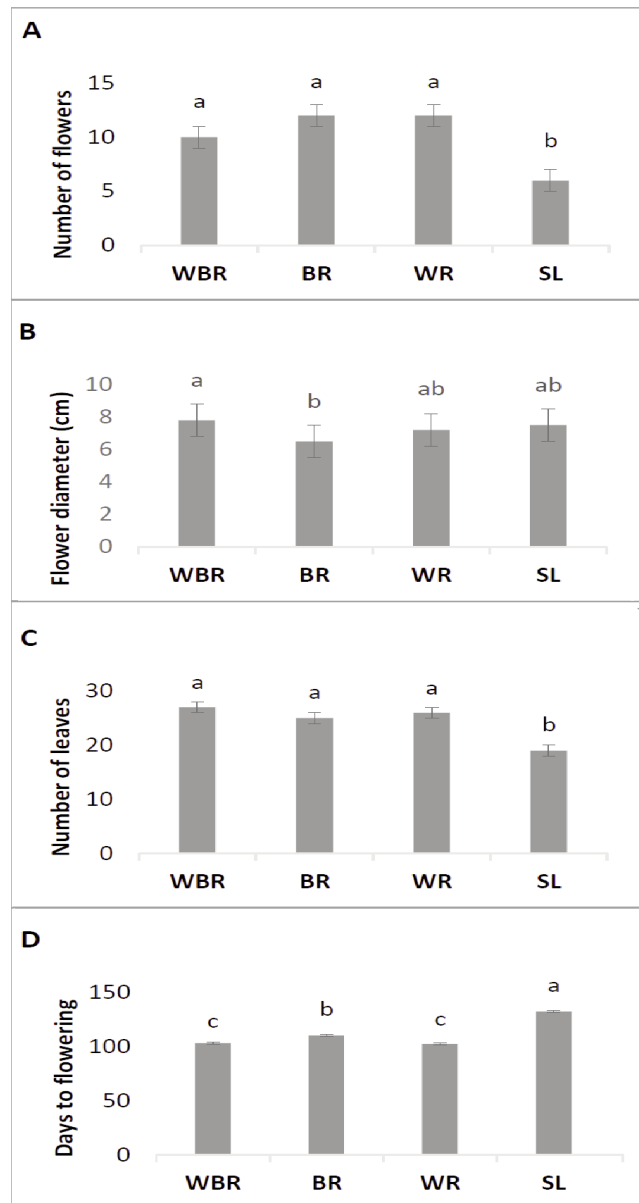 A
Number of flowers
15
10
5
0
a
a
a
b
WBR BR WR SL
B
Flower diameter (cm)
10
8
6
4
2
0
a
b
ab
ab
WBR BR WR SL
C
Number of leaves
30
20
10
0
a
a
a
b
WBR BR WR SL
D
Days to flowering
150
100
50
0
c
b
c
a
WBR BR WR SL